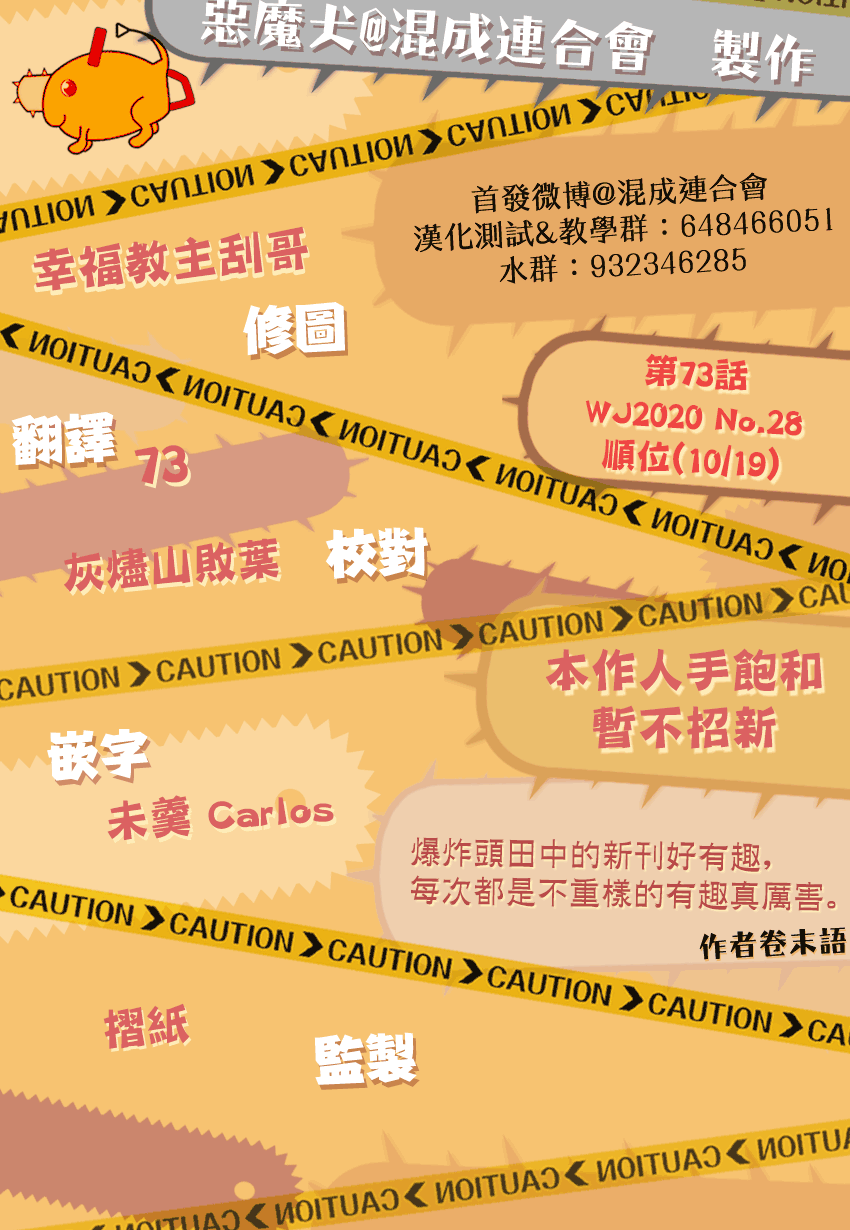 惡魔犬@混成連合會 製作
CAUTION CAUTION CAUTION CAUTION
首發微博@混成連合會
漢化測試&教學群：648466051
水群：932346285
幸福教主刮哥
修圖
CAUTION CAUTION CAUTION CAUTION CAUTION
第73話
WJ2020 No.28
順位(10/19)
翻譯
73
灰燼山敗葉
校對
CAUTION CAUTION CAUTION CAUTION CAUTION CAU
本作人手飽和
暫不招新
嵌字
未羹 Carlos
爆炸頭田中的新刊好有趣，
每次都是不重樣的有趣真厲害。
作者卷末語
CAUTION CAUTION CAUTION CAUTION CAUTION CA
摺紙
監製
CAUTION CAUTION CAUTION CAUTION